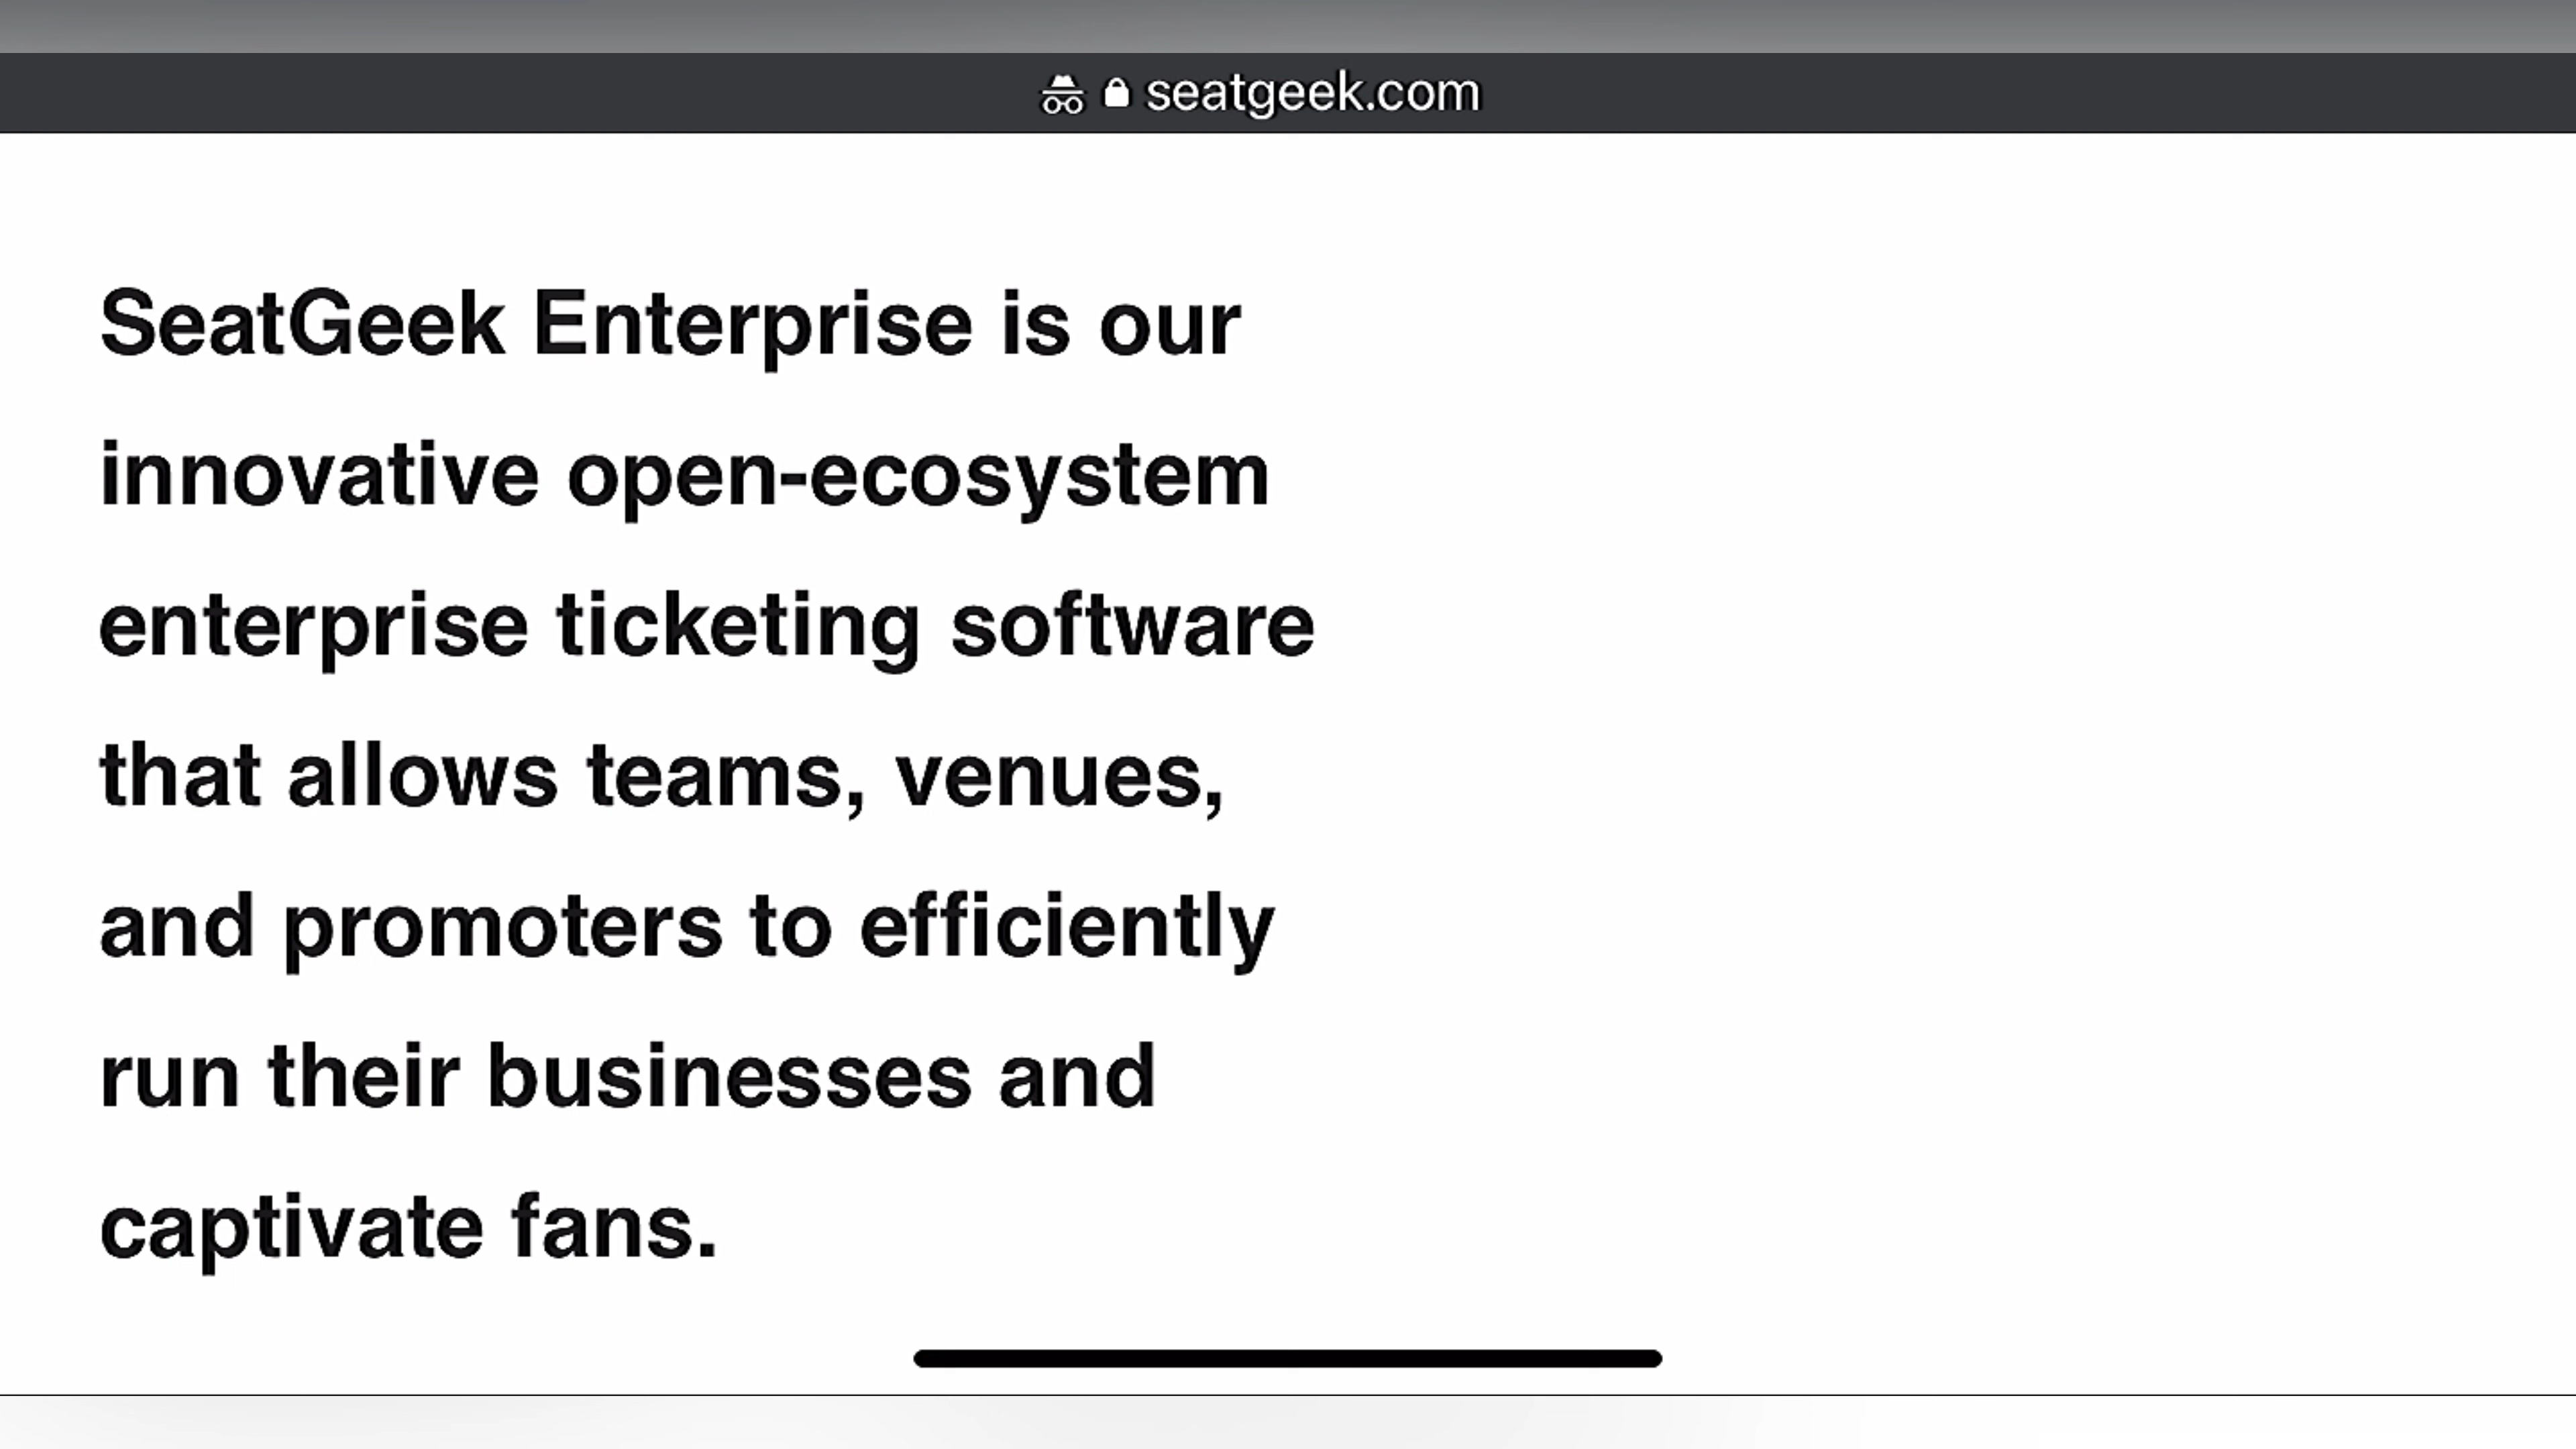 seatgeek.com
SeatGeek Enterprise is our
innovative open-ecosystem
enterprise ticketing software
that allows teams, venues,
and promoters to efficiently
run their businesses and
captivate fans.